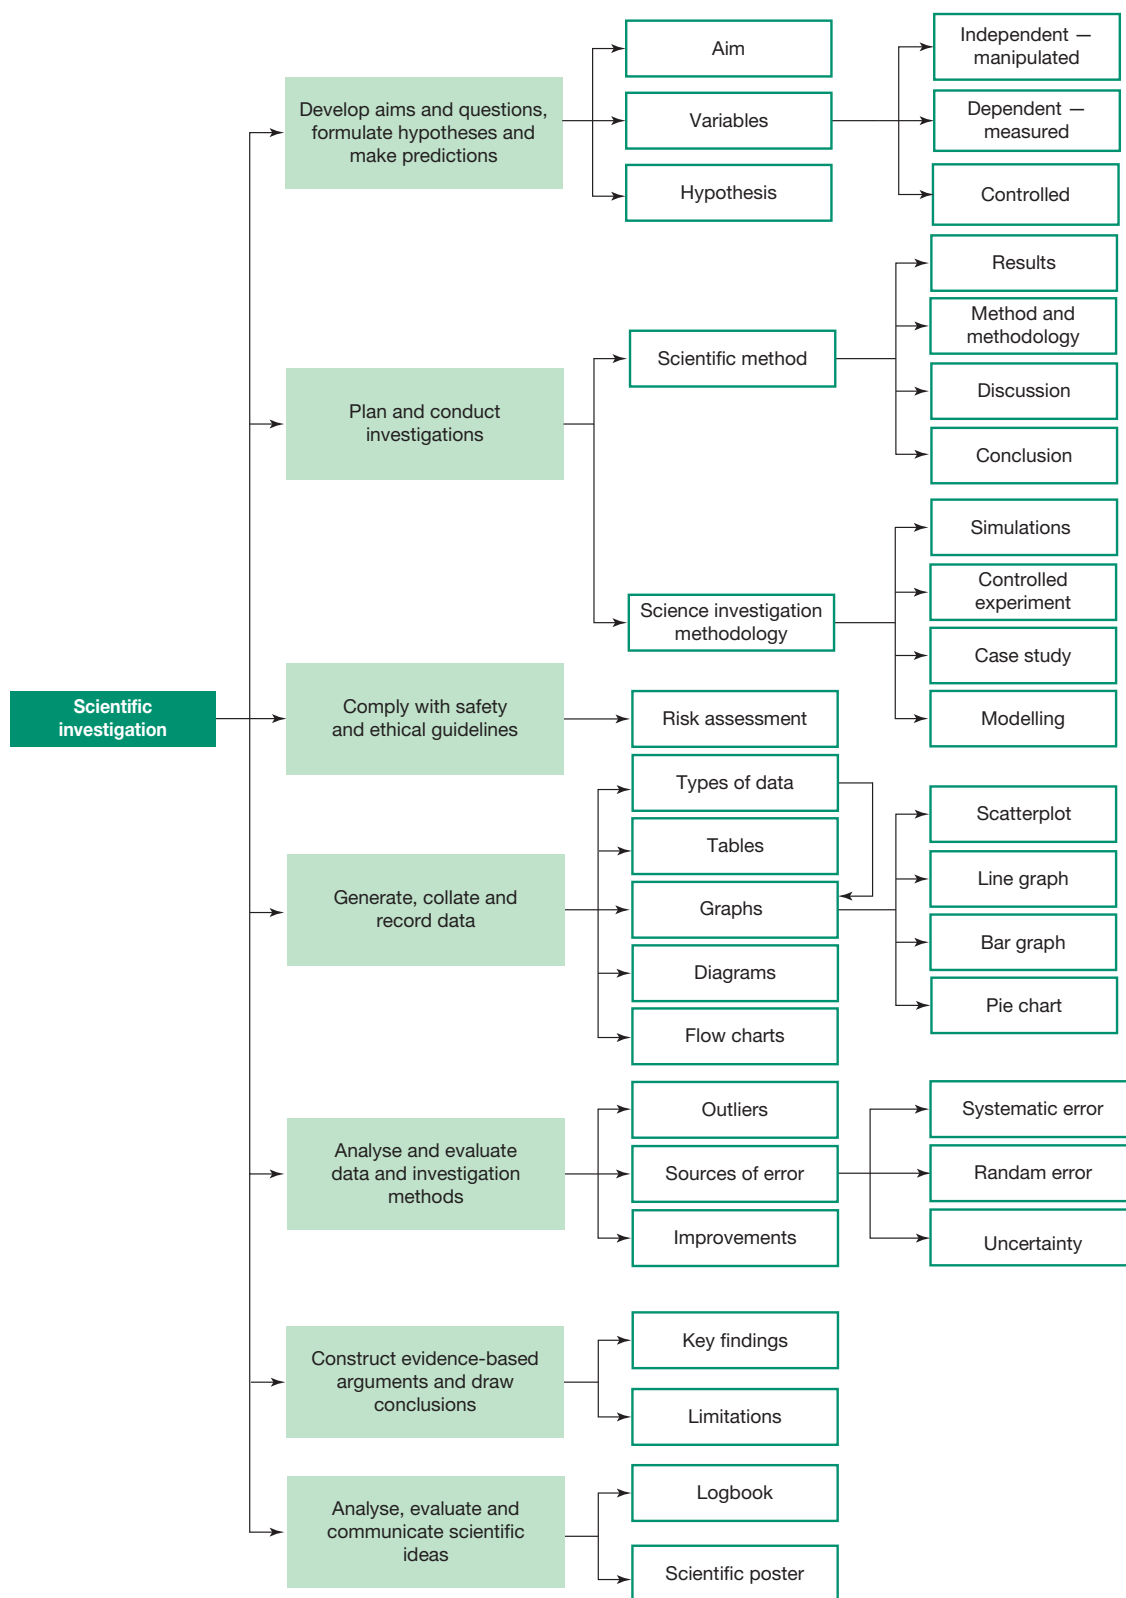 Scientific
investigation
Develop aims and questions,
formulate hypotheses and
make predictions
Aim
Variables
Hypothesis
Independent —
manipulated
Dependent —
measured
Controlled
Plan and conduct
investigations
Scientific method
Results
Method and
methodology
Discussion
Conclusion
Science investigation
methodology
Simulations
Controlled
experiment
Case study
Modelling
Comply with safety
and ethical guidelines
Risk assessment
Generate, collate and
record data
Types of data
Tables
Graphs
Diagrams
Flow charts
Scatterplot
Line graph
Bar graph
Pie chart
Analyse and evaluate
data and investigation
methods
Outliers
Sources of error
Improvements
Systematic error
Randam error
Uncertainty
Construct evidence-based
arguments and draw
conclusions
Key findings
Limitations
Analyse, evaluate and
communicate scientific
ideas
Logbook
Scientific poster